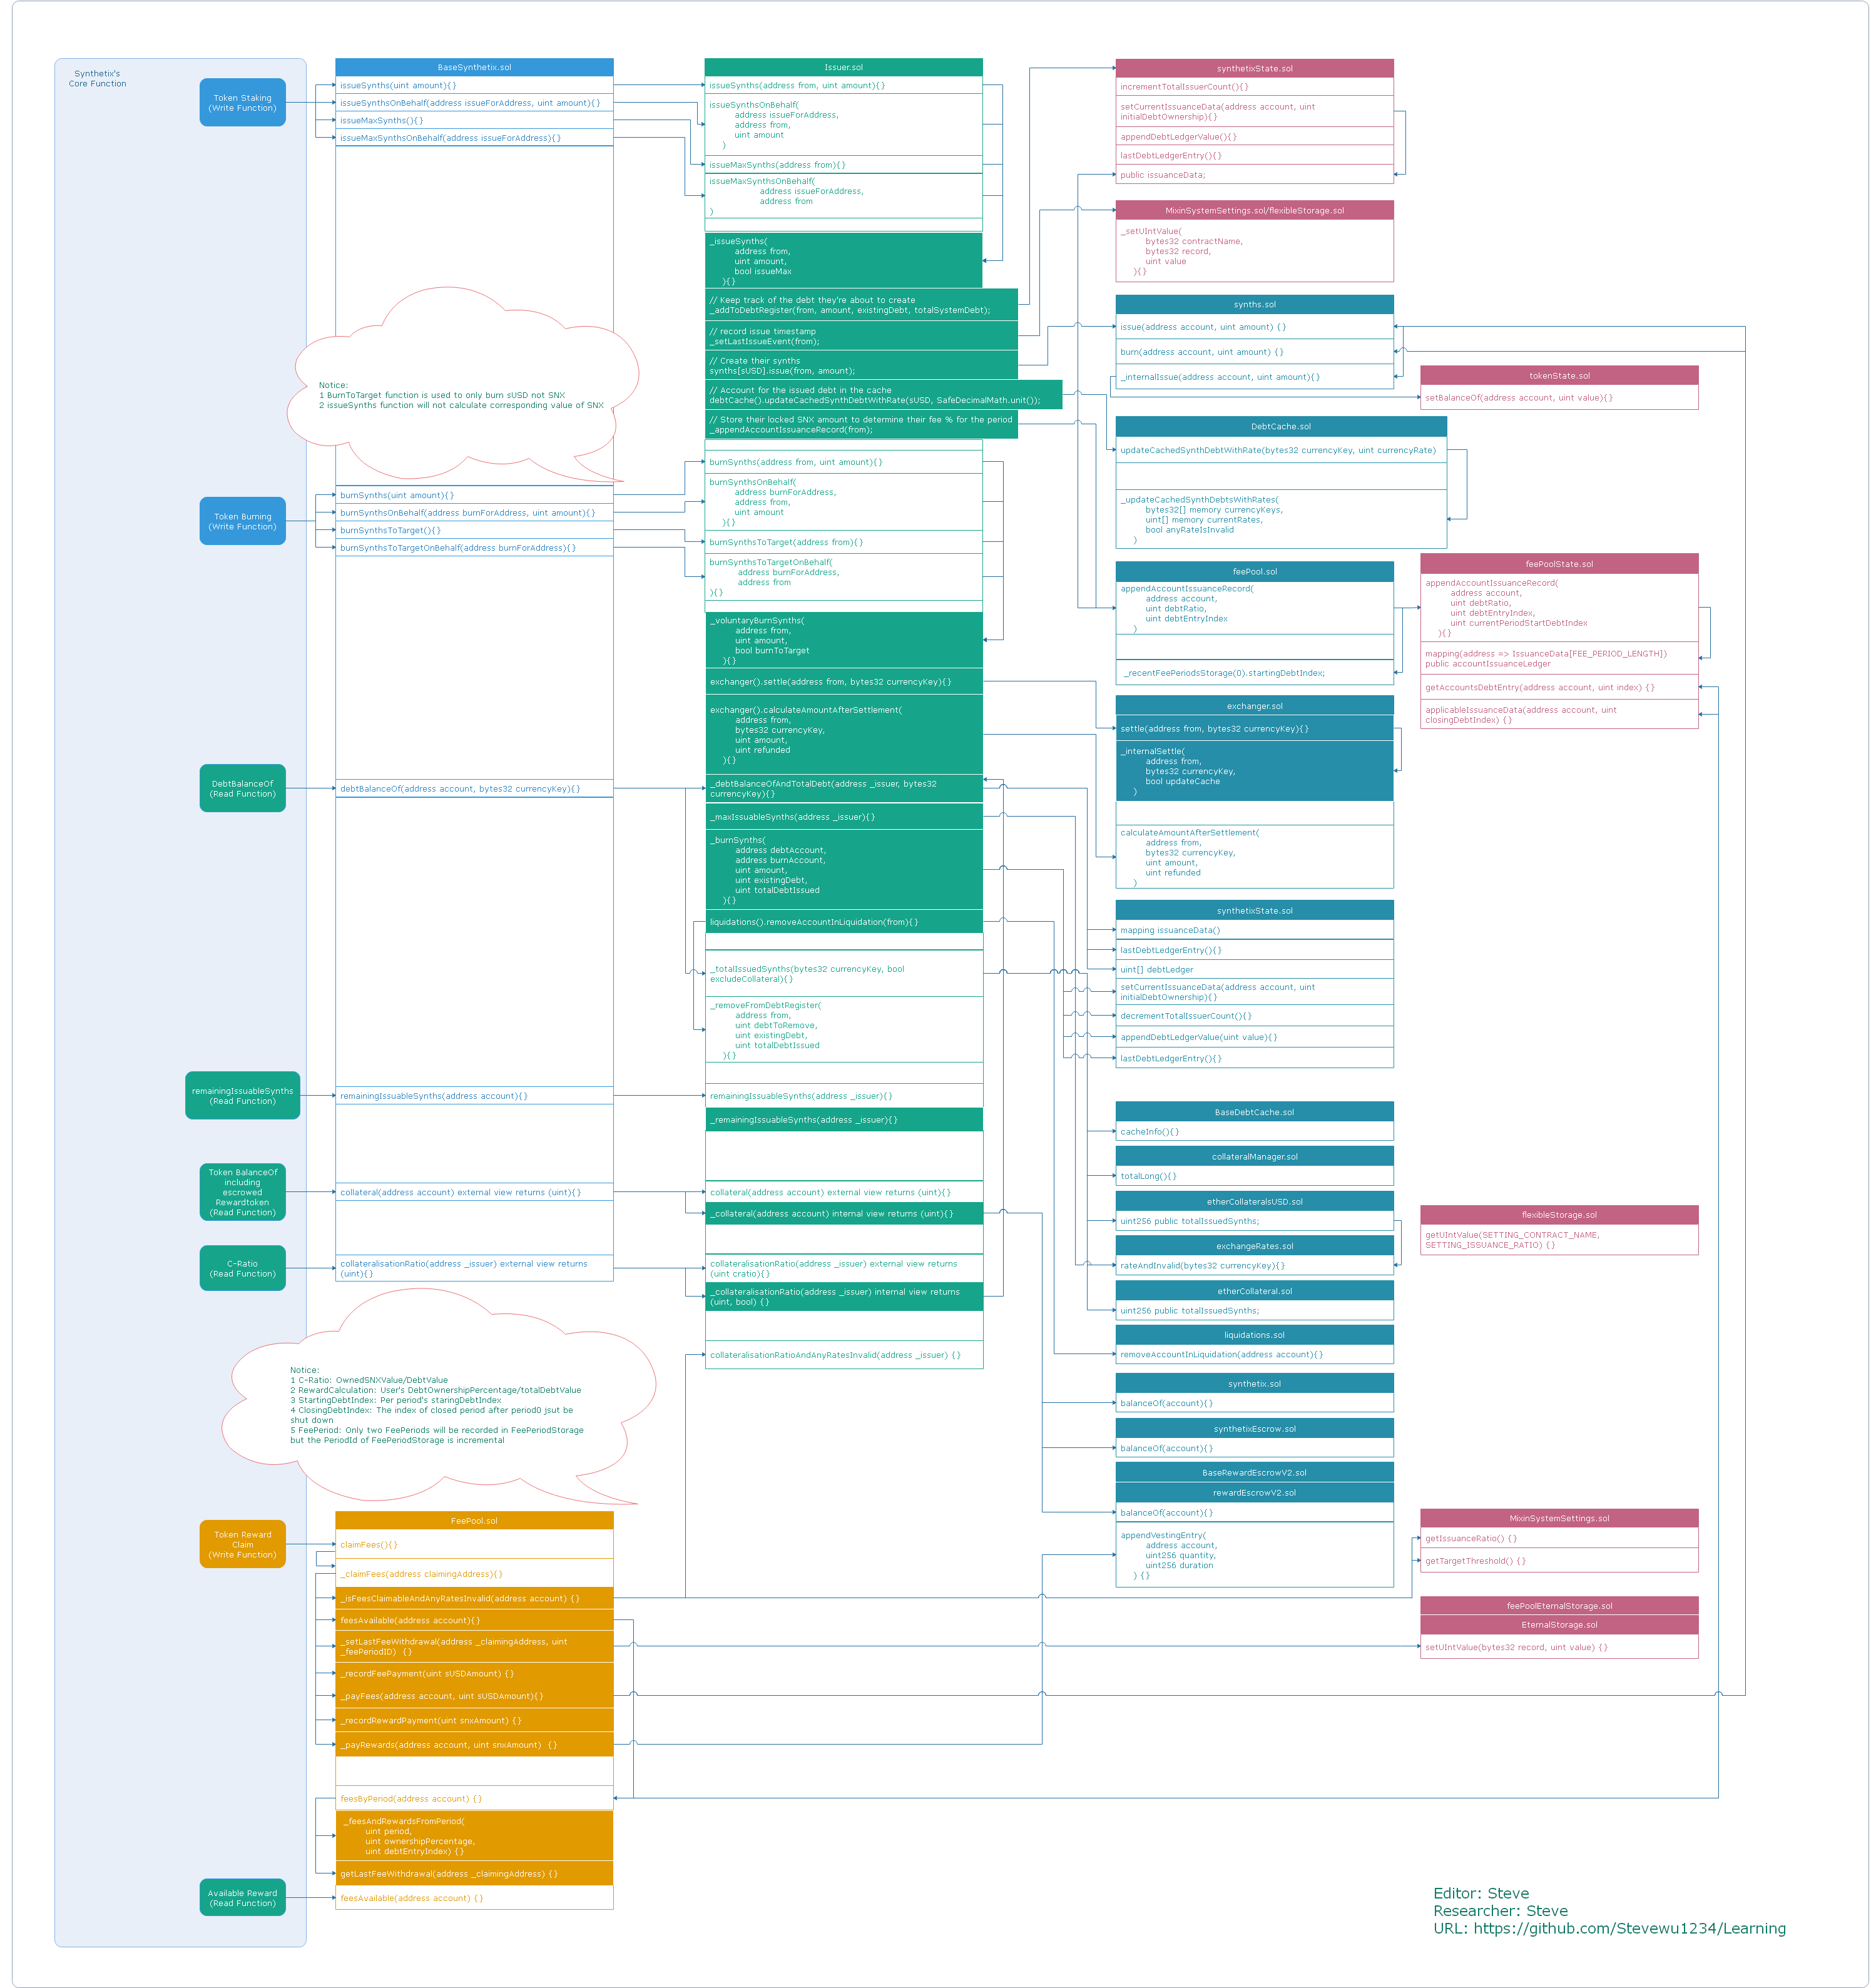 Synthetix's
Core Function
Token Staking
(Write Function)
Token Burning
(Write Function)
DebtBalanceOf
(Read Function)
remainingIssuableSynths
(Read Function)
Token BalanceOf
including
escrowed
Rewardtoken
(Read Function)
C-Ratio
(Read Function)
Token Reward
Claim
(Write Function)
Available Reward
(Read Function)
BaseSynthetix.sol
issueSynths(uint amount){}
issueSynthsOnBehalf(address issueForAddress, uint amount){}
issueMaxSynths(){}
issueMaxSynthsOnBehalf(address issueForAddress){}
Notice:
1 BurnToTarget function is used to only burn sUSD not SNX
2 issueSynths function will not calculate corresponding value of SNX
burnSynths(uint amount){}
burnSynthsOnBehalf(address burnForAddress, uint amount){}
burnSynthsToTarget(){}
burnSynthsToTargetOnBehalf(address burnForAddress){}
debtBalanceOf(address account, bytes32 currencyKey){}
remainingIssuableSynths(address account){}
collateral(address account) external view returns (uint){}
collateralisationRatio(address _issuer) external view returns
(uint){}
Notice:
1 C-Ratio: OwnedSNXValue/DebtValue
2 RewardCalculation: User's DebtOwnershipPercentage/totalDebtValue
3 StartingDebtIndex: Per period's staringDebtIndex
4 ClosingDebtIndex: The index of closed period after period0 jsut be
shut down
5 FeePeriod: Only two FeePeriods will be recorded in FeePeriodStorage
but the PeriodId of FeePeriodStorage is incremental
FeePool.sol
claimFees(){}
_claimFees(address claimingAddress){}
_isFeesClaimableAndAnyRatesInvalid(address account) {}
feesAvailable(address account){}
_setLastFeeWithdrawal(address _claimingAddress, uint
_feePeriodID)  {}
_recordFeePayment(uint sUSDAmount) {}
_payFees(address account, uint sUSDAmount){}
_recordRewardPayment(uint snxAmount) {}
_payRewards(address account, uint snxAmount)  {}
feesByPeriod(address account) {}
_feesAndRewardsFromPeriod(
uint period,
uint ownershipPercentage,
uint debtEntryIndex) {}
getLastFeeWithdrawal(address _claimingAddress) {}
feesAvailable(address account) {}
Issuer.sol
issueSynths(address from, uint amount){}
issueSynthsOnBehalf(
address issueForAddress,
address from,
uint amount
)
issueMaxSynths(address from){}
issueMaxSynthsOnBehalf(
address issueForAddress,
address from
)
_issueSynths(
address from,
uint amount,
bool issueMax
){}
// Keep track of the debt they're about to create
_addToDebtRegister(from, amount, existingDebt, totalSystemDebt);
// record issue timestamp
_setLastIssueEvent(from);
// Create their synths
synths[sUSD].issue(from, amount);
// Account for the issued debt in the cache
debtCache().updateCachedSynthDebtWithRate(sUSD, SafeDecimalMath.unit());
// Store their locked SNX amount to determine their fee % for the period
_appendAccountIssuanceRecord(from);
burnSynths(address from, uint amount){}
burnSynthsOnBehalf(
address burnForAddress,
address from,
uint amount
){}
burnSynthsToTarget(address from){}
burnSynthsToTargetOnBehalf(
address burnForAddress,
address from
){}
_voluntaryBurnSynths(
address from,
uint amount,
bool burnToTarget
){}
exchanger().settle(address from, bytes32 currencyKey){}
exchanger().calculateAmountAfterSettlement(
address from,
bytes32 currencyKey,
uint amount,
uint refunded
){}
_debtBalanceOfAndTotalDebt(address _issuer, bytes32
currencyKey){}
_maxIssuableSynths(address _issuer){}
_burnSynths(
address debtAccount,
address burnAccount,
uint amount,
uint existingDebt,
uint totalDebtIssued
){}
liquidations().removeAccountInLiquidation(from){}
_totalIssuedSynths(bytes32 currencyKey, bool
excludeCollateral){}
_removeFromDebtRegister(
address from,
uint debtToRemove,
uint existingDebt,
uint totalDebtIssued
){}
remainingIssuableSynths(address _issuer){}
_remainingIssuableSynths(address _issuer){}
collateral(address account) external view returns (uint){}
_collateral(address account) internal view returns (uint){}
collateralisationRatio(address _issuer) external view returns
(uint cratio){}
_collateralisationRatio(address _issuer) internal view returns
(uint, bool) {}
collateralisationRatioAndAnyRatesInvalid(address _issuer) {}
synthetixState.sol
incrementTotalIssuerCount(){}
setCurrentIssuanceData(address account, uint
initialDebtOwnership){}
appendDebtLedgerValue(){}
lastDebtLedgerEntry(){}
public issuanceData;
MixinSystemSettings.sol/flexibleStorage.sol
_setUIntValue(
bytes32 contractName,
bytes32 record,
uint value
){}
synths.sol
issue(address account, uint amount) {}
burn(address account, uint amount) {}
_internalIssue(address account, uint amount){}
tokenState.sol
setBalanceOf(address account, uint value){}
DebtCache.sol
updateCachedSynthDebtWithRate(bytes32 currencyKey, uint currencyRate)
_updateCachedSynthDebtsWithRates(
bytes32[] memory currencyKeys,
uint[] memory currentRates,
bool anyRateIsInvalid
)
feePool.sol
appendAccountIssuanceRecord(
address account,
uint debtRatio,
uint debtEntryIndex
)
_recentFeePeriodsStorage(0).startingDebtIndex;
feePoolState.sol
appendAccountIssuanceRecord(
address account,
uint debtRatio,
uint debtEntryIndex,
uint currentPeriodStartDebtIndex
){}
mapping(address => IssuanceData[FEE_PERIOD_LENGTH])
public accountIssuanceLedger
getAccountsDebtEntry(address account, uint index) {}
applicableIssuanceData(address account, uint
closingDebtIndex) {}
exchanger.sol
settle(address from, bytes32 currencyKey){}
_internalSettle(
address from,
bytes32 currencyKey,
bool updateCache
)
calculateAmountAfterSettlement(
address from,
bytes32 currencyKey,
uint amount,
uint refunded
)
synthetixState.sol
mapping issuanceData()
lastDebtLedgerEntry(){}
uint[] debtLedger
setCurrentIssuanceData(address account, uint
initialDebtOwnership){}
decrementTotalIssuerCount(){}
appendDebtLedgerValue(uint value){}
lastDebtLedgerEntry(){}
BaseDebtCache.sol
cacheInfo(){}
collateralManager.sol
totalLong(){}
etherCollateralsUSD.sol
uint256 public totalIssuedSynths;
exchangeRates.sol
rateAndInvalid(bytes32 currencyKey){}
etherCollateral.sol
uint256 public totalIssuedSynths;
liquidations.sol
removeAccountInLiquidation(address account){}
synthetix.sol
balanceOf(account){}
synthetixEscrow.sol
balanceOf(account){}
BaseRewardEscrowV2.sol
rewardEscrowV2.sol
balanceOf(account){}
appendVestingEntry(
address account,
uint256 quantity,
uint256 duration
) {}
flexibleStorage.sol
getUIntValue(SETTING_CONTRACT_NAME,
SETTING_ISSUANCE_RATIO) {}
MixinSystemSettings.sol
getIssuanceRatio() {}
getTargetThreshold() {}
feePoolEternalStorage.sol
EternalStorage.sol
setUIntValue(bytes32 record, uint value) {}
Editor: Steve
Researcher: Steve
URL: https://github.com/Stevewu1234/Learning